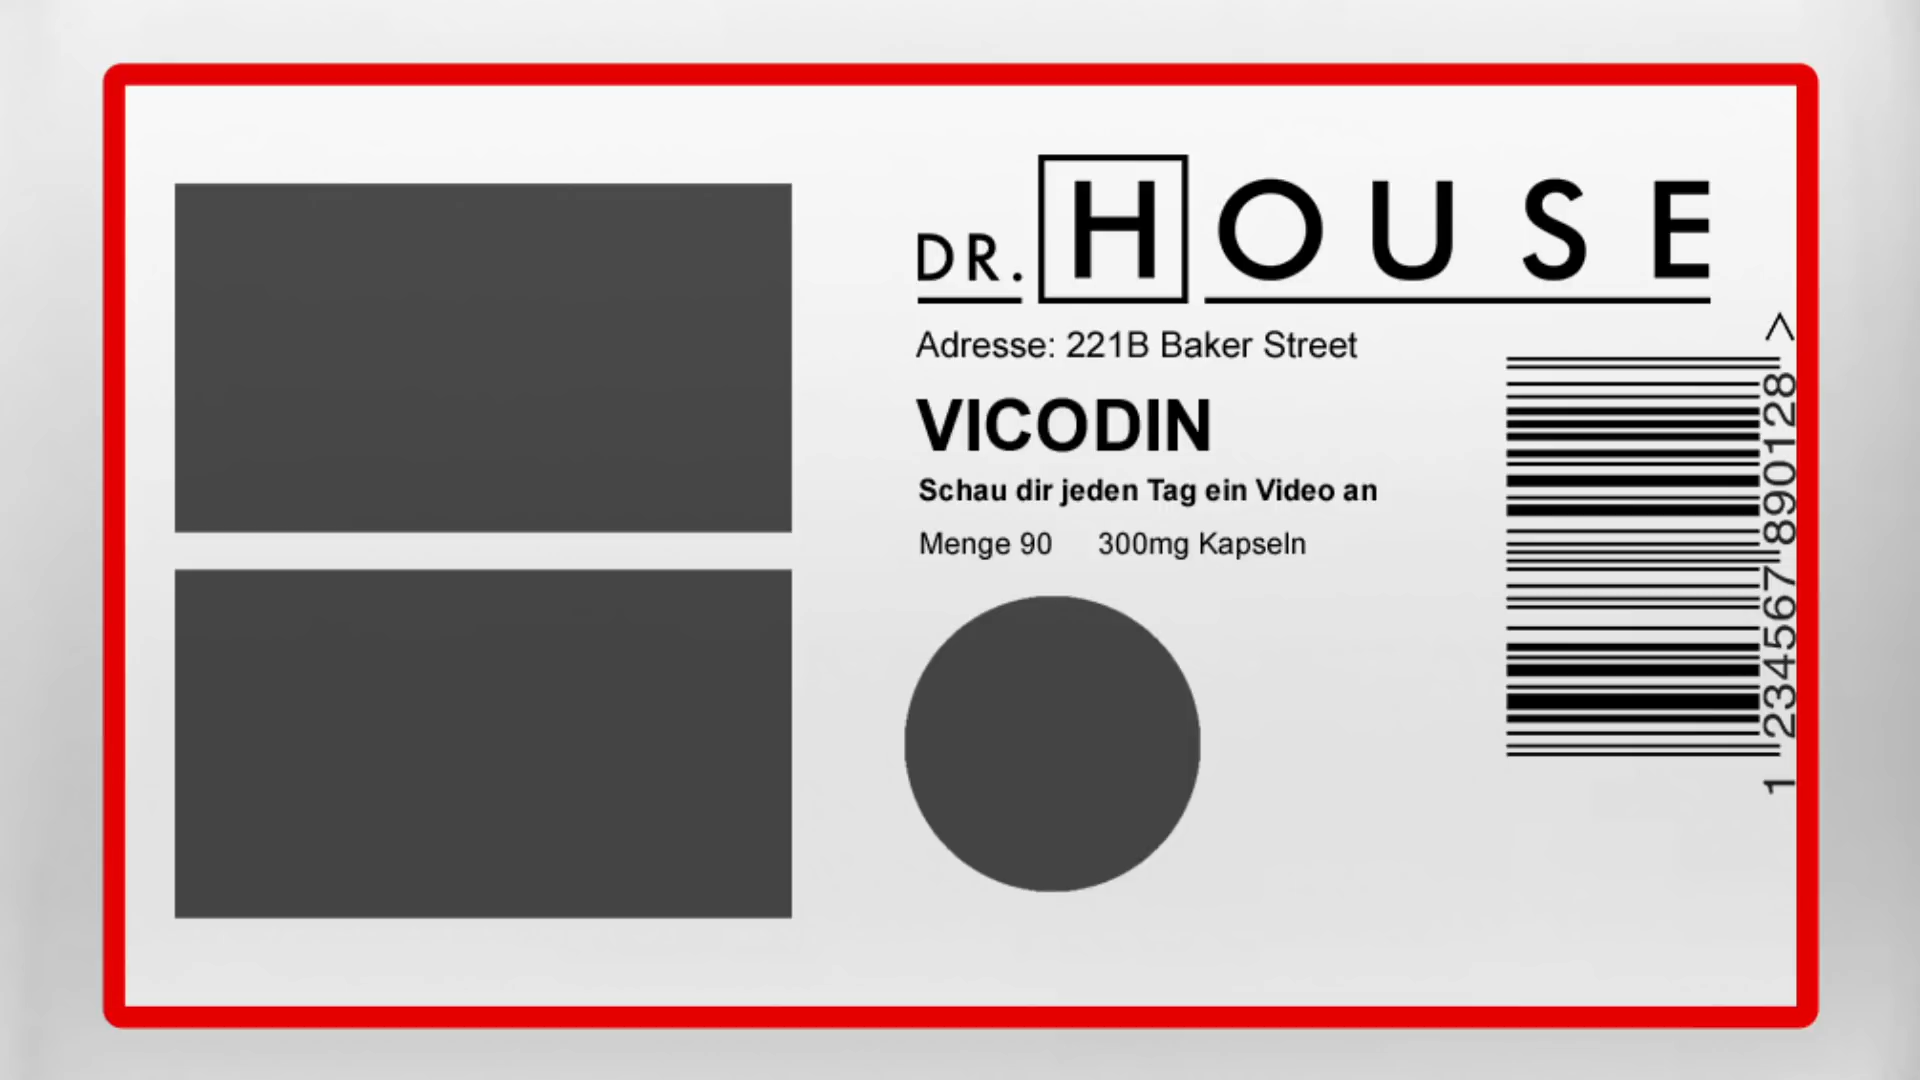 DR. HOUSE
Adresse: 221B Baker Street
VICODIN
Schau dir jeden Tag ein Video an
Menge 90 300mg Kapseln
1 234567 890128 >